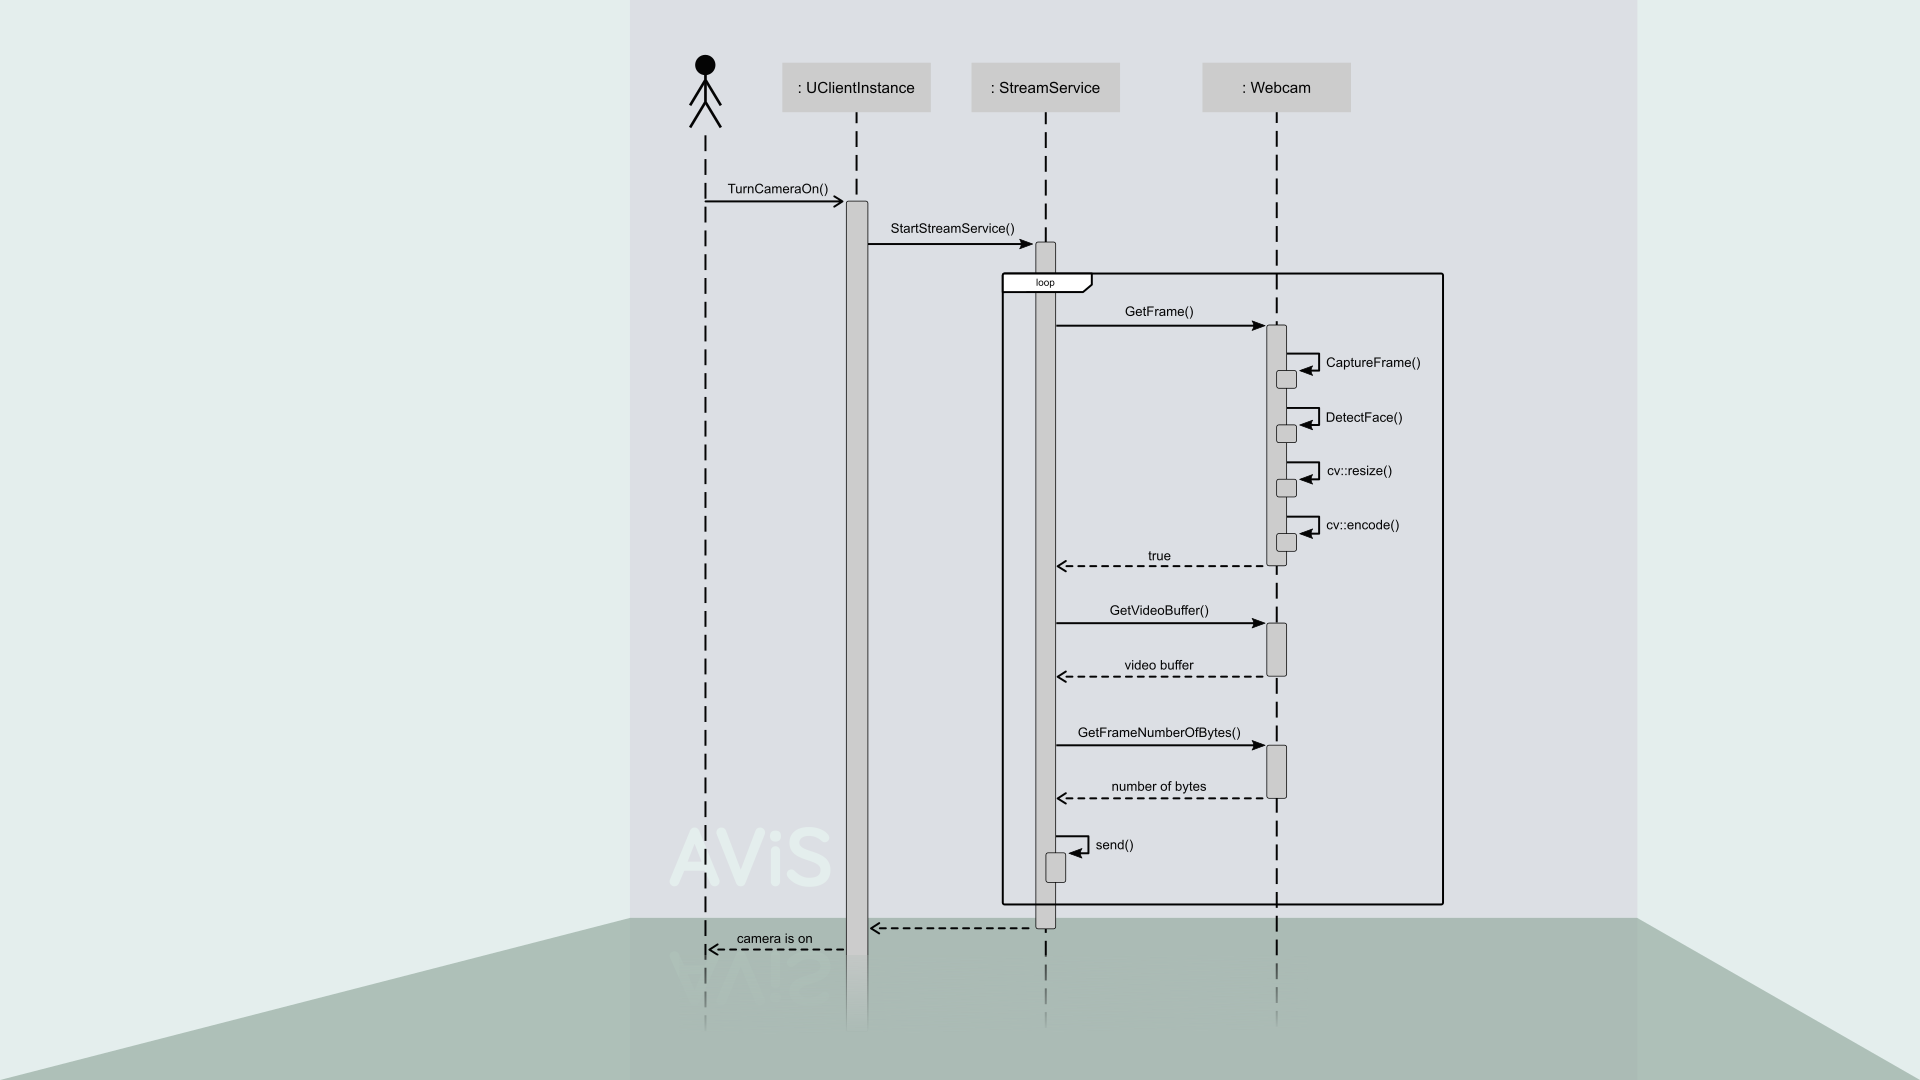 : UClientInstance
: StreamService
: Webcam
TurnCameraOn()
StartStreamService()
loop
GetFrame()
CaptureFrame()
DetectFace()
cv::resize()
cv::encode()
true
GetVideoBuffer()
video buffer
GetFrameNumberOfBytes()
number of bytes
send()
AViS
camera is on